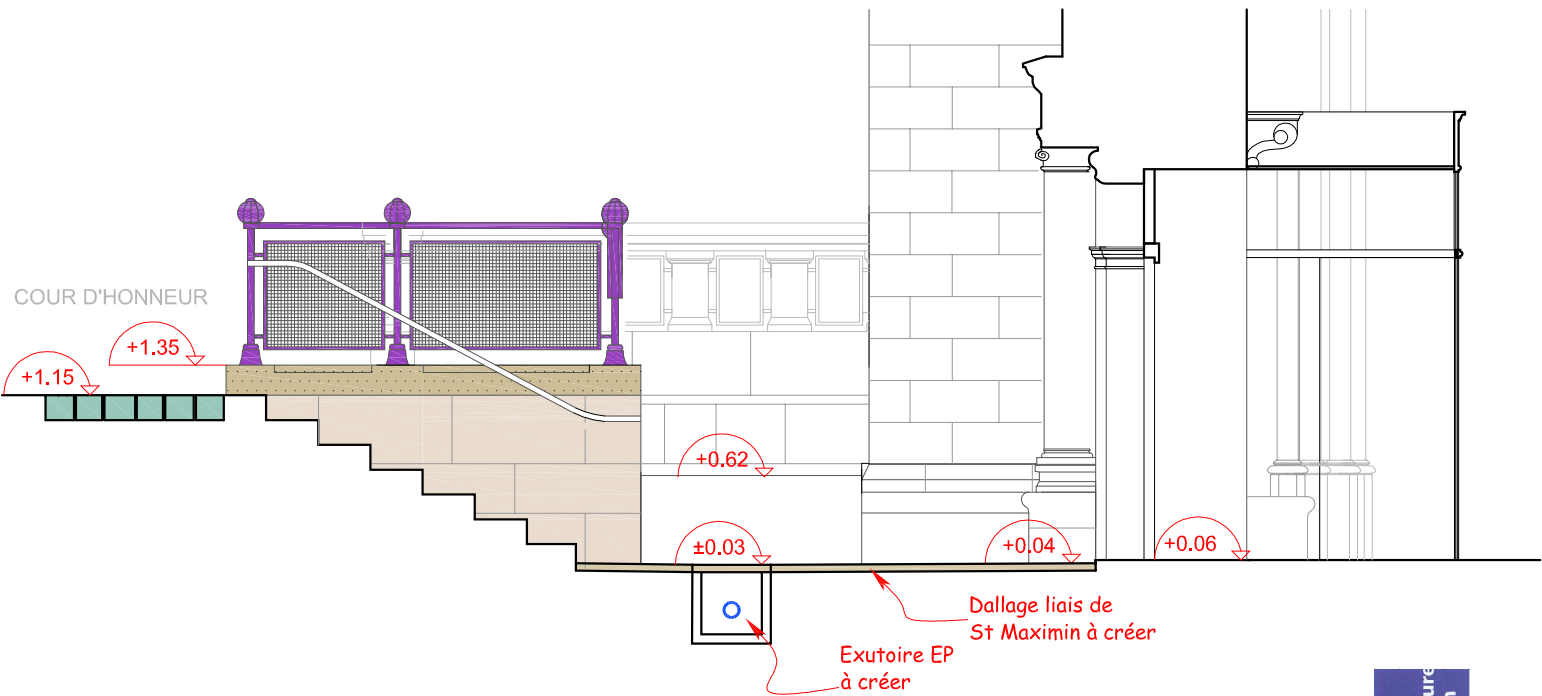 COUR D'HONNEUR
+1.35
+1.15
+0.62
±0.03
+0.04
+0.06
Dallage liais de
St Maximin à créer
Exutoire EP
à créer